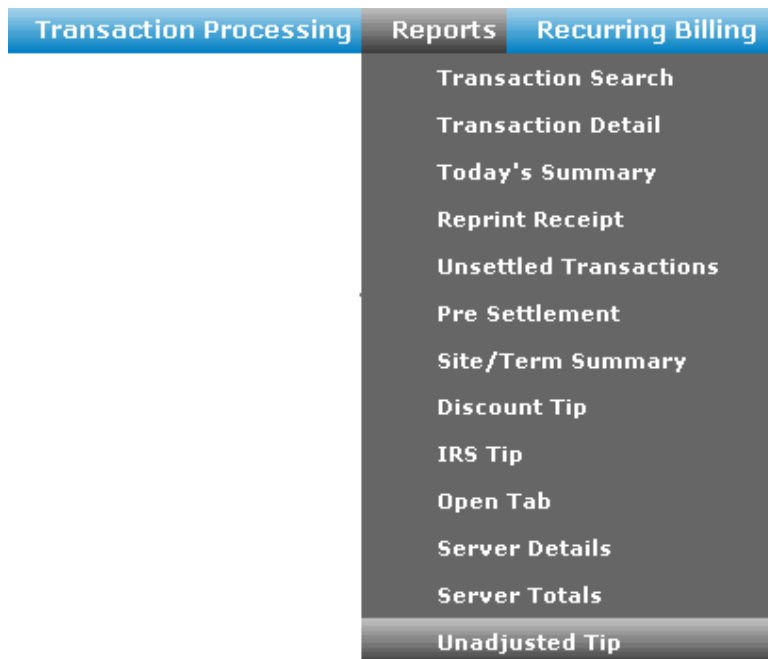 Transaction Processing Reports Recurring Billing
Transaction Search
Transaction Detail
Today's Summary
Reprint Receipt
Unsettled Transactions
Pre Settlement
Site/Term Summary
Discount Tip
IRS Tip
Open Tab
Server Details
Server Totals
Unadjusted Tip